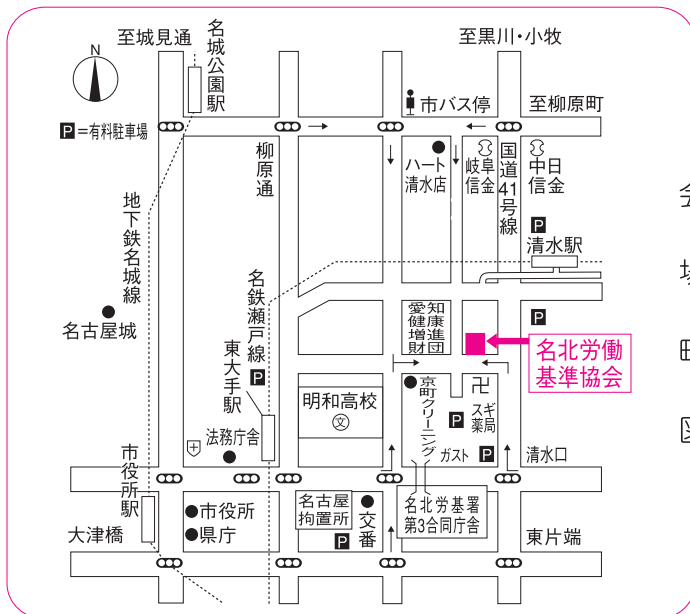 至城見通
名城公園駅
至黒川・小牧
N
市バス停
至柳原町
P=有料駐車場
柳原通
ハート
清水店
岐阜
信金
国道41号線
中日
信金
P
清水駅
地下鉄名城線
名古屋城
名鉄瀬戸線
P
東大手駅
愛知
健康
増進
財団
P
名北労働
基準協会
明和高校
文
京町クリーニング
卍
スギ
薬局
P
ガスト
P
清水口
法務庁舎
市役所駅
市役所
県庁
大津橋
名古屋
拘置所
P
交番
名北労基署
第3合同庁舎
東片端